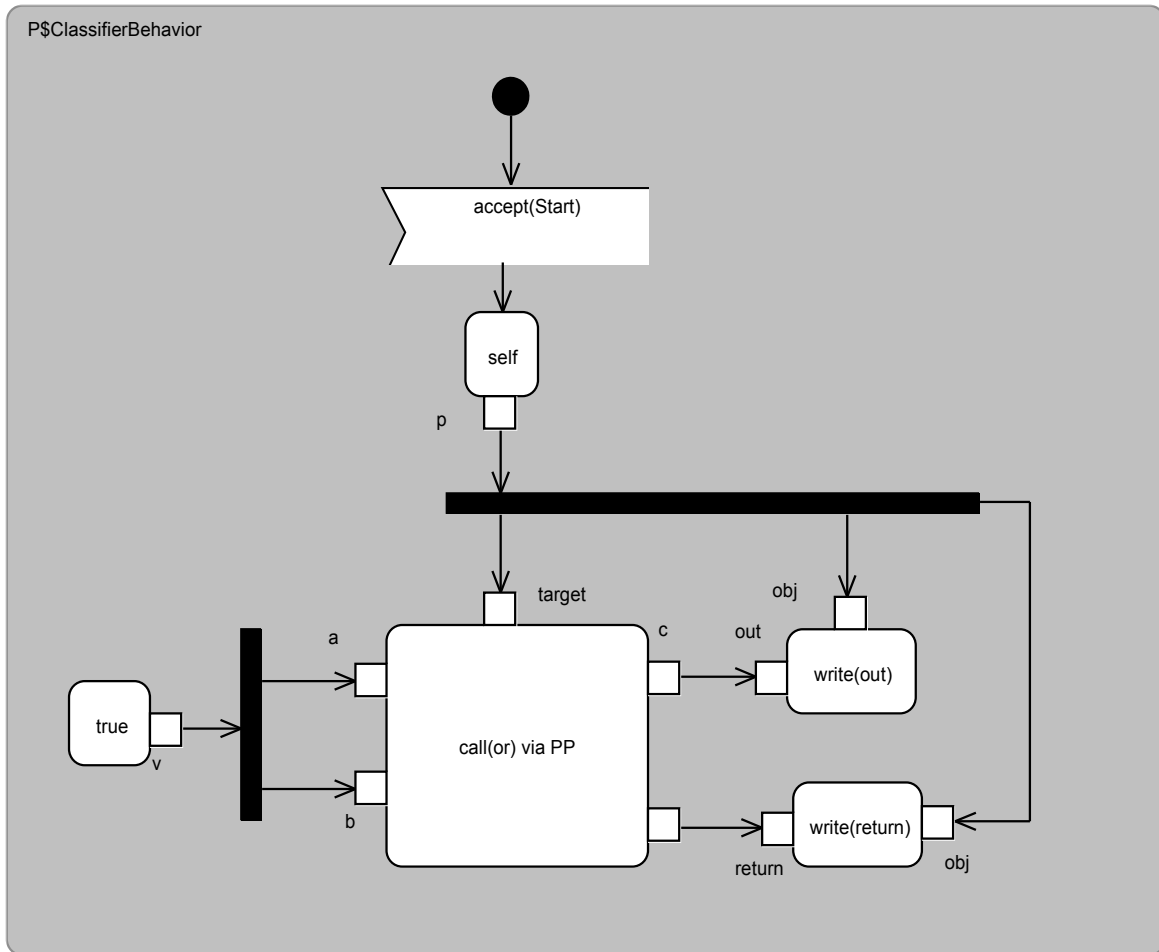 P$ClassifierBehavior
accept(Start)
self
p
target
obj
a
c
out
write(out)
true
v
call(or) via PP
b
write(return)
return
obj